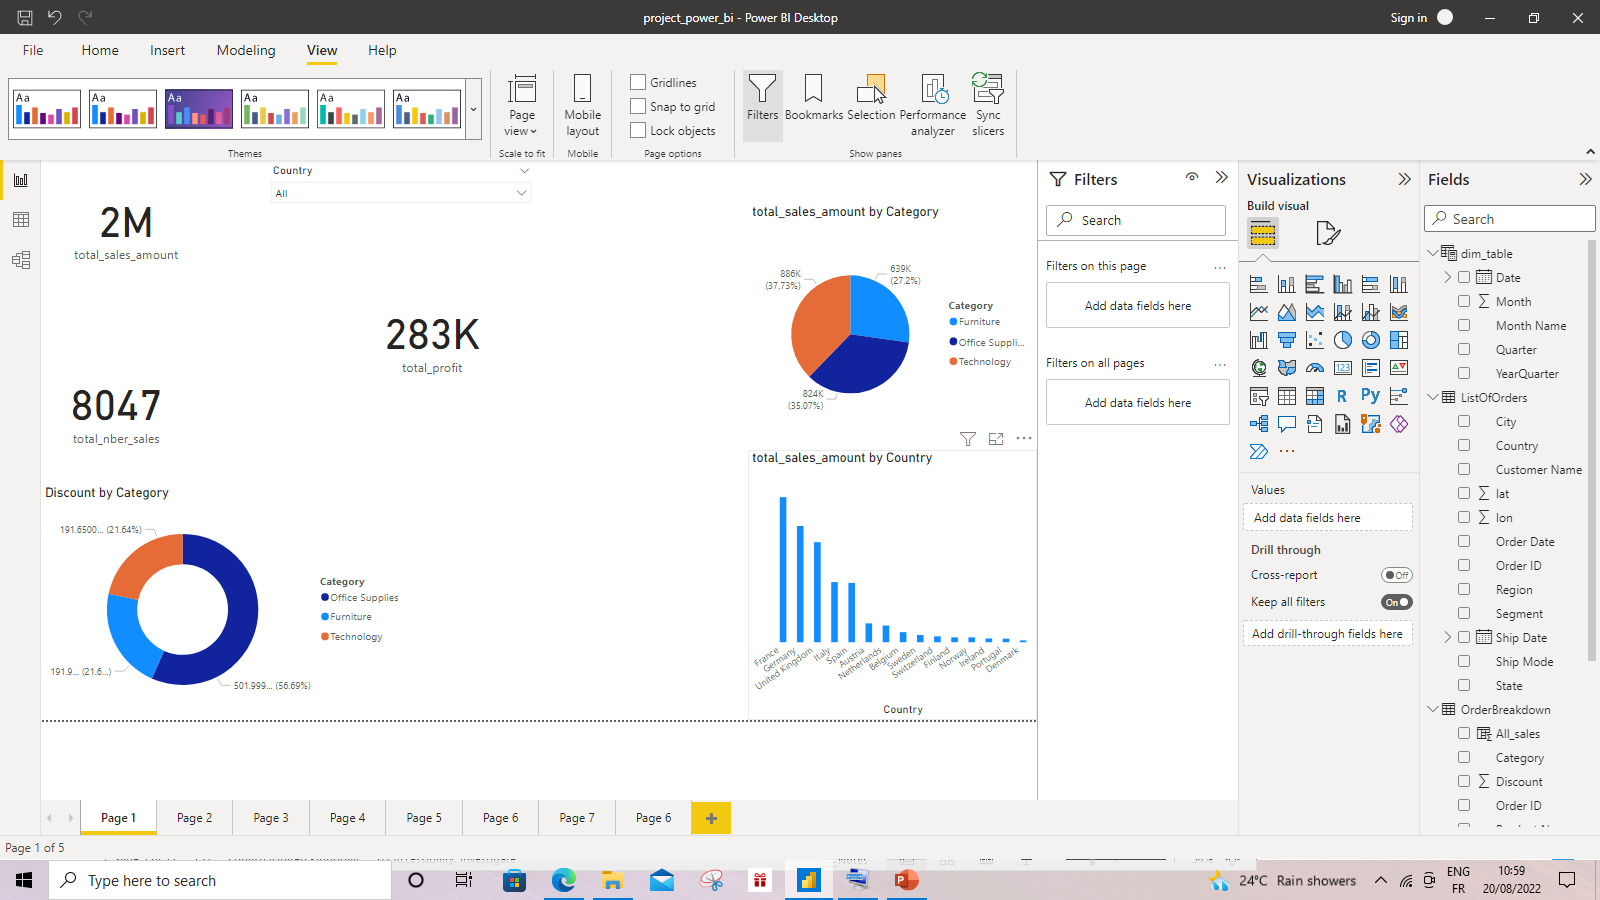 project_power_bi - Power BI Desktop
Sign in
File
Home
Insert
Modeling
View
Help
Aa
Aa
Aa
Aa
Aa
Aa
Themes
Page
view
Scale to fit
Mobile
layout
Mobile
Gridlines
Snap to grid
Lock objects
Page options
Filters
Bookmarks
Selection
Performance
analyzer
Sync
slicers
Show panes
Country
All
2M
total_sales_amount
283K
total_profit
8047
total_nber_sales
Discount by Category
191.6500... (21.64%)
191.9... (21.6...)
501.999... (56.69%)
Category
Office Supplies
Furniture
Technology
total_sales_amount by Category
886K
(37.73%)
639K
(27.2%)
824K
(35.07%)
Category
Furniture
Office Suppli...
Technology
total_sales_amount by Country
France
Germany
United Kingdom
Italy
Spain
Austria
Netherlands
Belgium
Sweden
Switzerland
Finland
Norway
Ireland
Portugal
Denmark
Country
Filters
Search
Filters on this page
...
Add data fields here
Filters on all pages
...
Add data fields here
Visualizations
Build visual
123
R
Py
...
Values
Add data fields here
Drill through
Cross-report
Off
Keep all filters
On
Add drill-through fields here
Fields
Search
dim_table
Date
Month
Month Name
Quarter
YearQuarter
ListOfOrders
City
Country
Customer Name
lat
lon
Order Date
Order ID
Region
Segment
Ship Date
Ship Mode
State
OrderBreakdown
All_sales
Category
Discount
Order ID
Page 1
Page 2
Page 3
Page 4
Page 5
Page 6
Page 7
Page 6
+
Page 1 of 5
Type here to search
24°C Rain showers
ENG
FR
10:59
20/08/2022